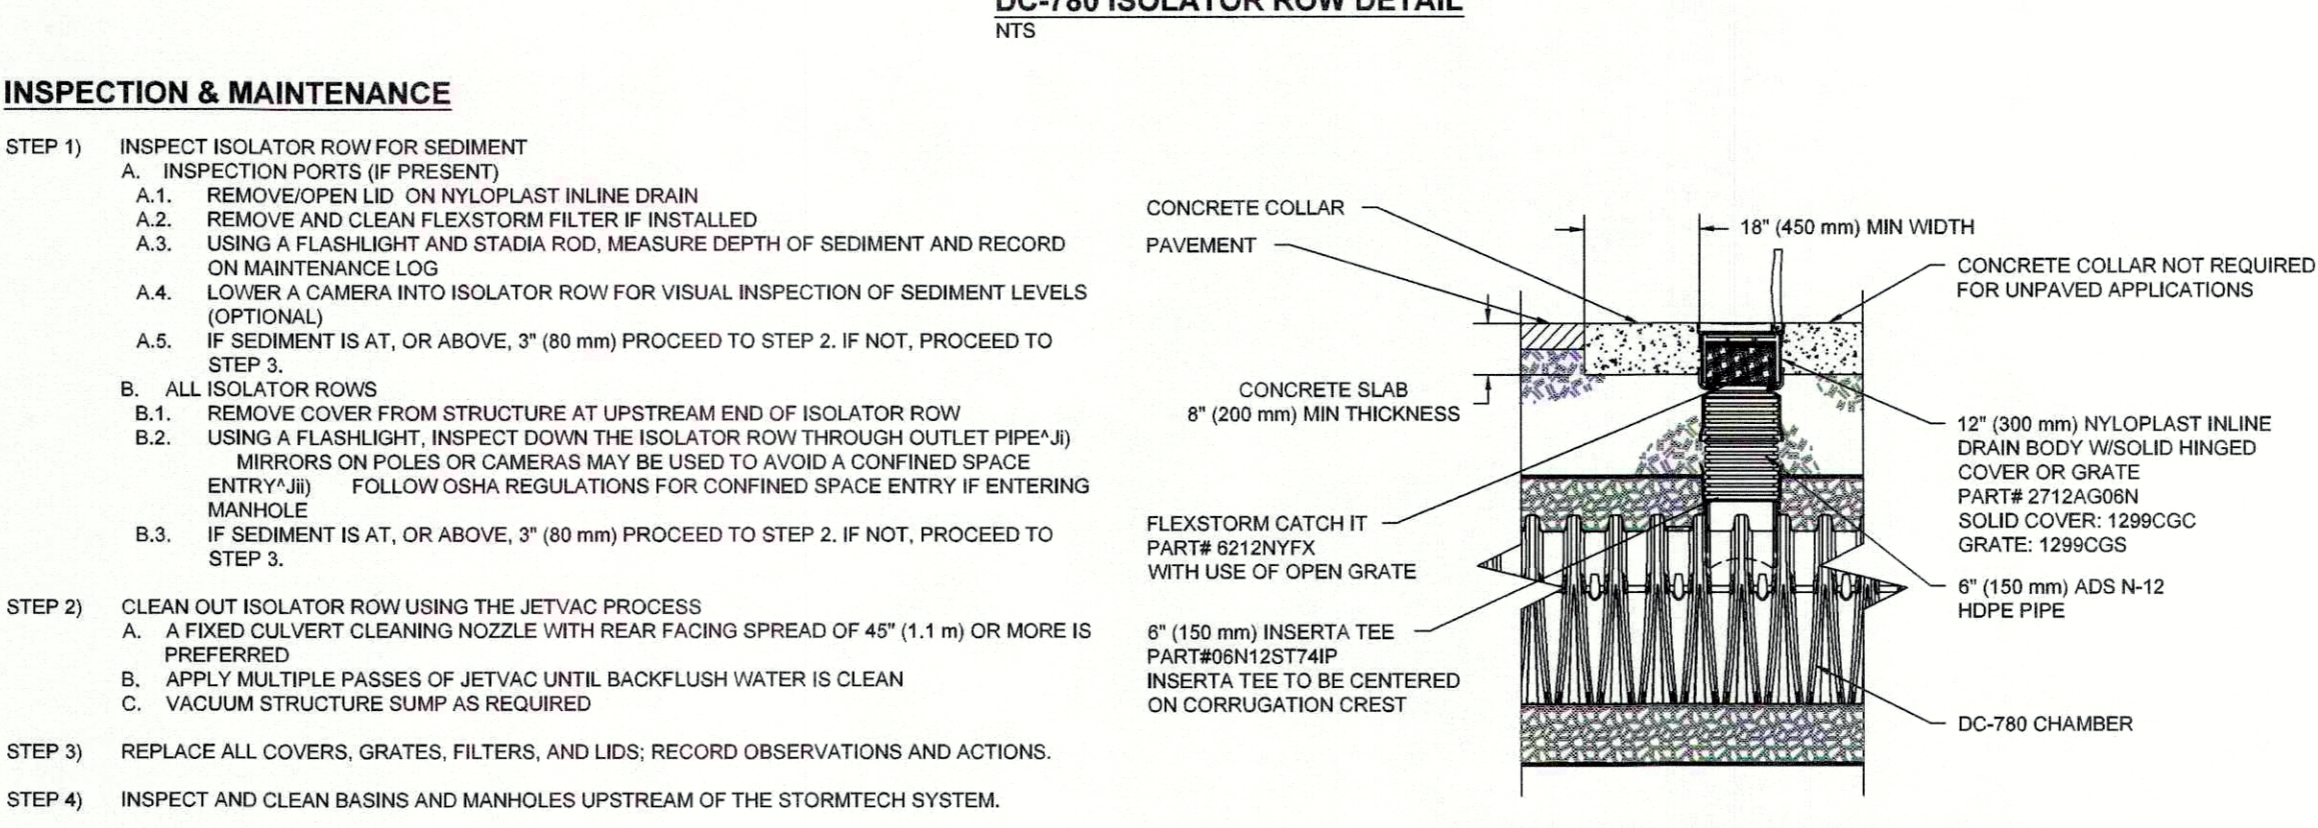 DC-780 ISOLATOR ROW DETAIL
NTS
INSPECTION & MAINTENANCE
STEP 1) INSPECT ISOLATOR ROW FOR SEDIMENT
A. INSPECTION PORTS (IF PRESENT)
A.1. REMOVE/OPEN LID ON NYLOPLAST INLINE DRAIN
A.2. REMOVE AND CLEAN FLEXSTORM FILTER IF INSTALLED
A.3. USING A FLASHLIGHT AND STADIA ROD, MEASURE DEPTH OF SEDIMENT AND RECORD
ON MAINTENANCE LOG
A.4. LOWER A CAMERA INTO ISOLATOR ROW FOR VISUAL INSPECTION OF SEDIMENT LEVELS
(OPTIONAL)
A.5. IF SEDIMENT IS AT, OR ABOVE, 3" (80 mm) PROCEED TO STEP 2. IF NOT, PROCEED TO
STEP 3.
B. ALL ISOLATOR ROWS
B.1. REMOVE COVER FROM STRUCTURE AT UPSTREAM END OF ISOLATOR ROW
B.2. USING A FLASHLIGHT, INSPECT DOWN THE ISOLATOR ROW THROUGH OUTLET PIPE^Ji)
MIRRORS ON POLES OR CAMERAS MAY BE USED TO AVOID A CONFINED SPACE
ENTRY^Jii) FOLLOW OSHA REGULATIONS FOR CONFINED SPACE ENTRY IF ENTERING
MANHOLE
B.3. IF SEDIMENT IS AT, OR ABOVE, 3" (80 mm) PROCEED TO STEP 2. IF NOT, PROCEED TO
STEP 3.
STEP 2) CLEAN OUT ISOLATOR ROW USING THE JETVAC PROCESS
A. A FIXED CULVERT CLEANING NOZZLE WITH REAR FACING SPREAD OF 45" (1.1 m) OR MORE IS
PREFERRED
B. APPLY MULTIPLE PASSES OF JETVAC UNTIL BACKFLUSH WATER IS CLEAN
C. VACUUM STRUCTURE SUMP AS REQUIRED
STEP 3) REPLACE ALL COVERS, GRATES, FILTERS, AND LIDS; RECORD OBSERVATIONS AND ACTIONS.
STEP 4) INSPECT AND CLEAN BASINS AND MANHOLES UPSTREAM OF THE STORMTECH SYSTEM.
CONCRETE COLLAR
PAVEMENT
18" (450 mm) MIN WIDTH
CONCRETE COLLAR NOT REQUIRED
FOR UNPAVED APPLICATIONS
CONCRETE SLAB
8" (200 mm) MIN THICKNESS
12" (300 mm) NYLOPLAST INLINE
DRAIN BODY W/SOLID HINGED
COVER OR GRATE
PART# 2712AG06N
SOLID COVER: 1299CGC
GRATE: 1299CGS
FLEXSTORM CATCH IT
PART# 6212NYFX
WITH USE OF OPEN GRATE
6" (150 mm) ADS N-12
HDPE PIPE
6" (150 mm) INSERTA TEE
PART#06N12ST74IP
INSERTA TEE TO BE CENTERED
ON CORRUGATION CREST
DC-780 CHAMBER